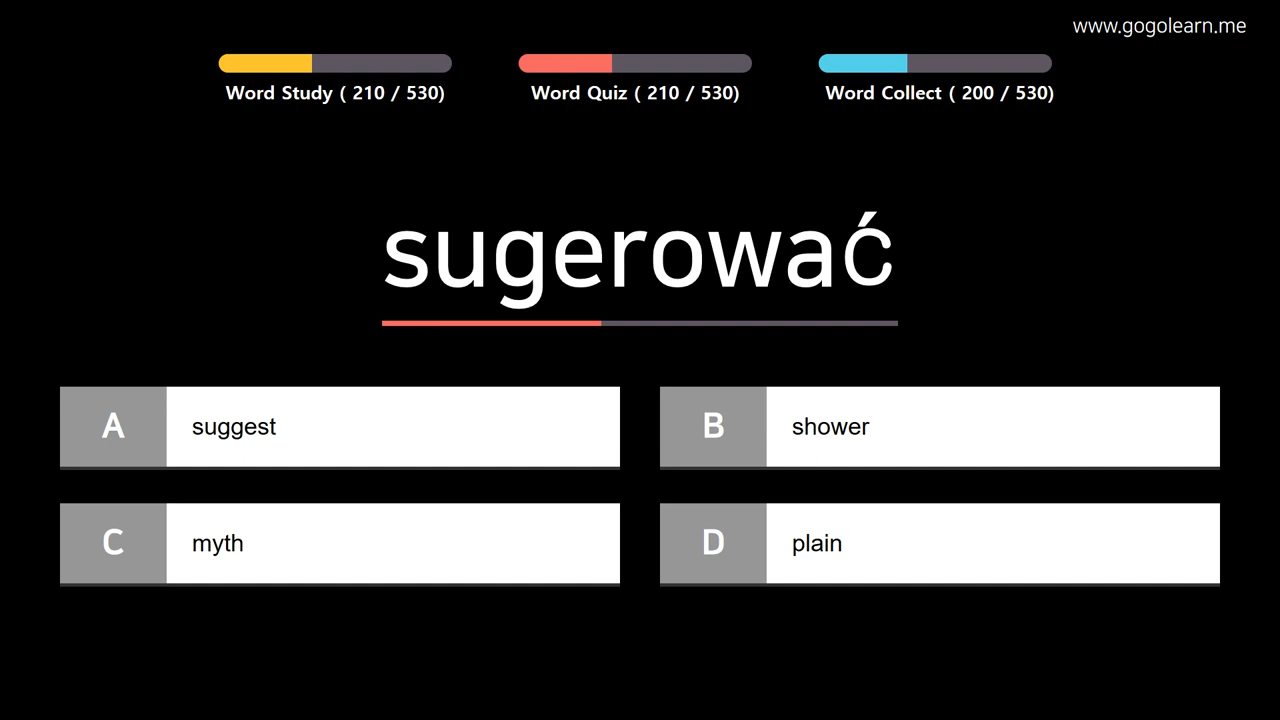 www.gogolearn.me
Word Study ( 210 / 530)
Word Quiz ( 210 / 530)
Word Collect ( 200 / 530)
sugerować
A suggest
B shower
C myth
D plain